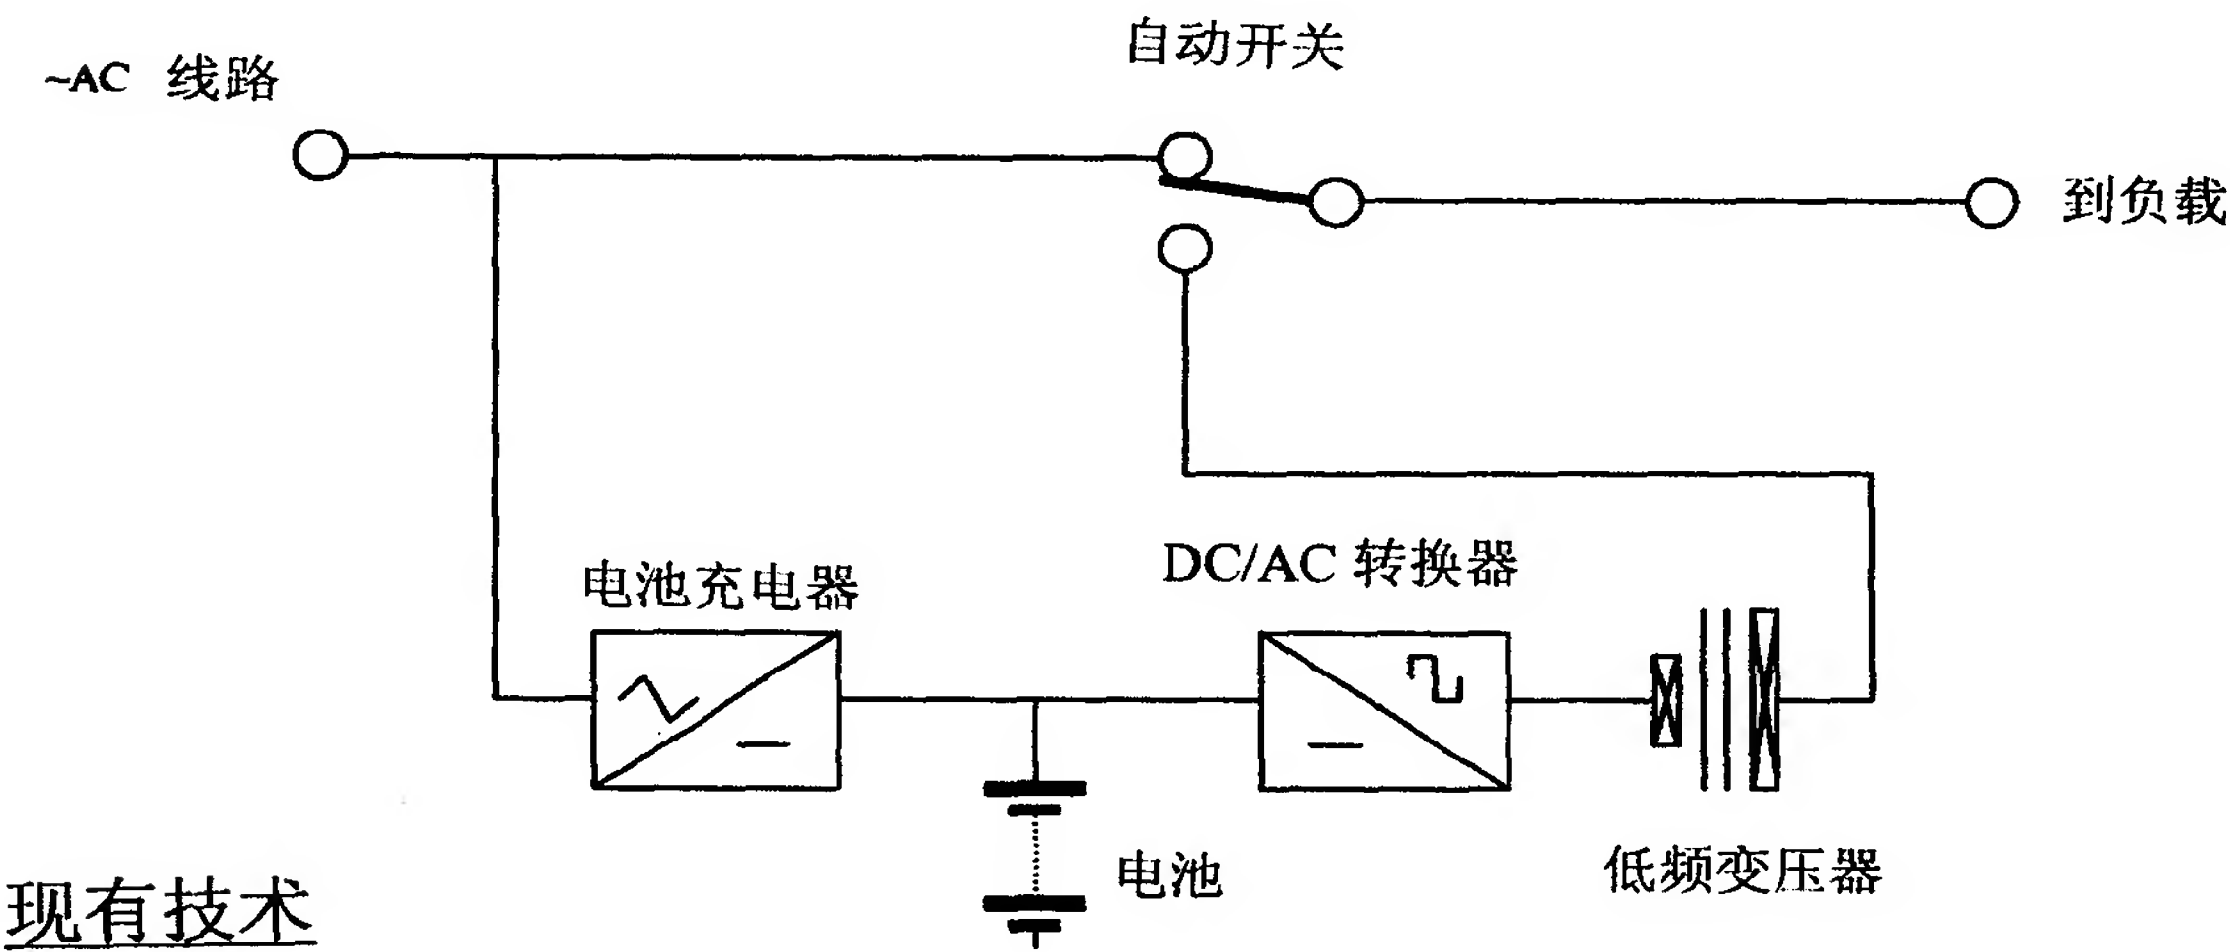 自动开关
~AC 线路
到负载
DC/AC 转换器
电池充电器
电池
低频变压器
现有技术